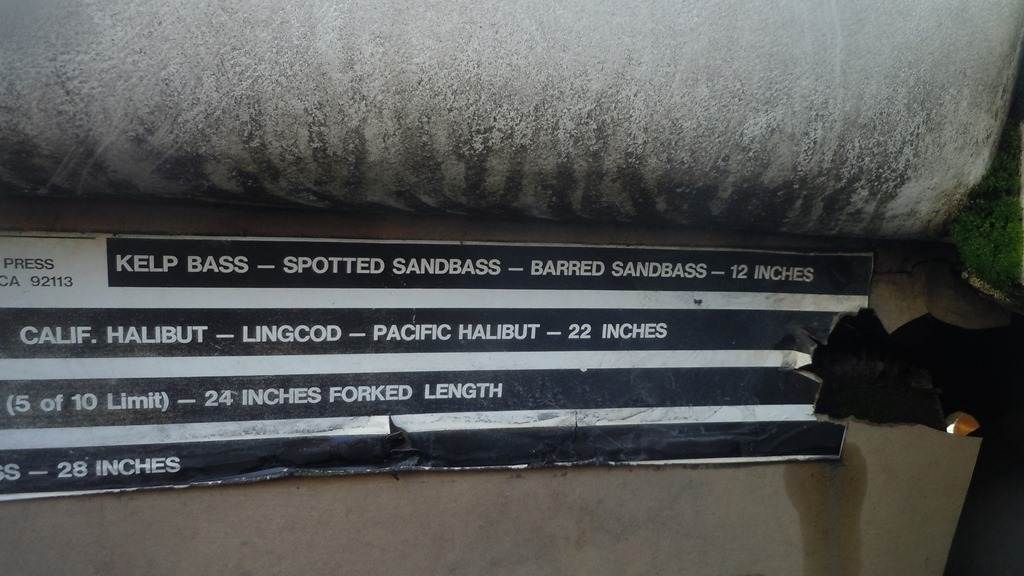 PRESS
CA 92113
KELP BASS – SPOTTED SANDBASS – BARRED SANDBASS – 12 INCHES
CALIF. HALIBUT – LINGCOD – PACIFIC HALIBUT – 22 INCHES
(5 of 10 Limit) – 24 INCHES FORKED LENGTH
– 28 INCHES